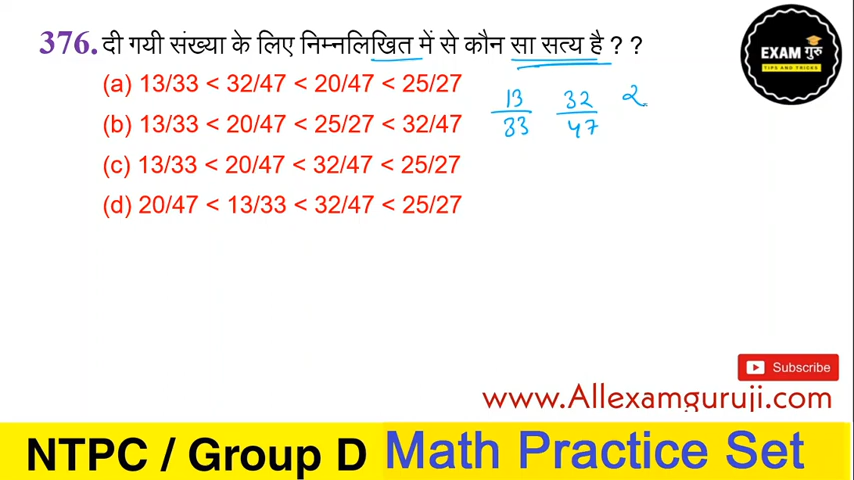 376. दी गयी संख्या के लिए निम्नलिखित में से कौन सा सत्य है ? ?
(a) 13/33 < 32/47 < 20/47 < 25/27
(b) 13/33 < 20/47 < 25/27 < 32/47
(c) 13/33 < 20/47 < 32/47 < 25/27
(d) 20/47 < 13/33 < 32/47 < 25/27
13/33 32/47 2
EXAM गुरु
TIPS AND TRICKS
Subscribe
www.Allexamguruji.com
NTPC / Group D Math Practice Set